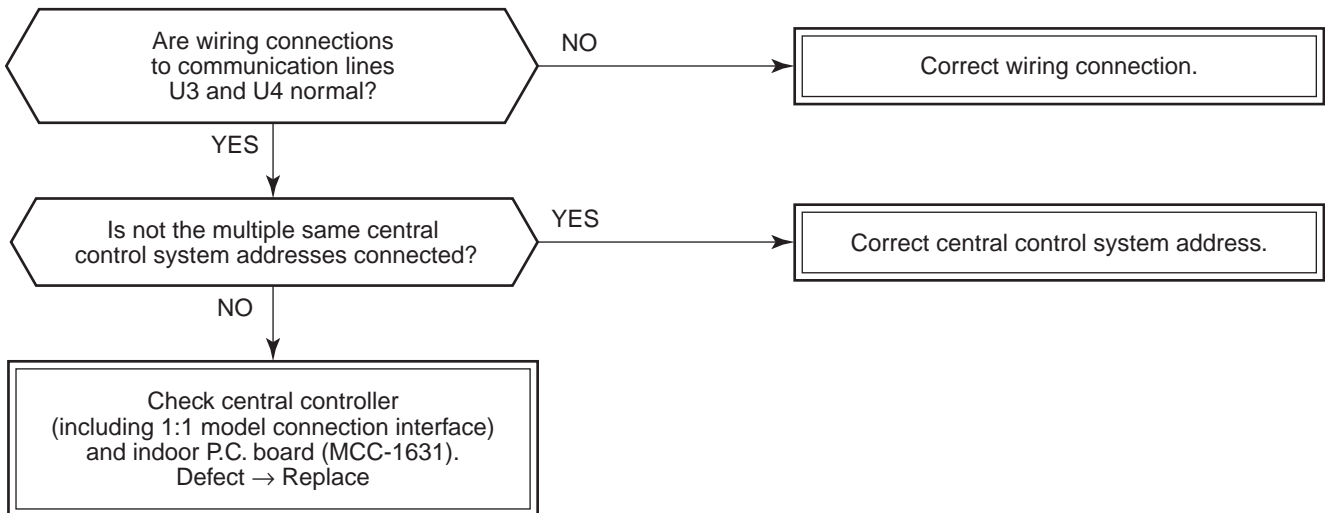 Are wiring connections
to communication lines
U3 and U4 normal?
NO
Correct wiring connection.
YES
Is not the multiple same central
control system addresses connected?
YES
Correct central control system address.
NO
Check central controller
(including 1:1 model connection interface)
and indoor P.C. board (MCC-1631).
Defect → Replace